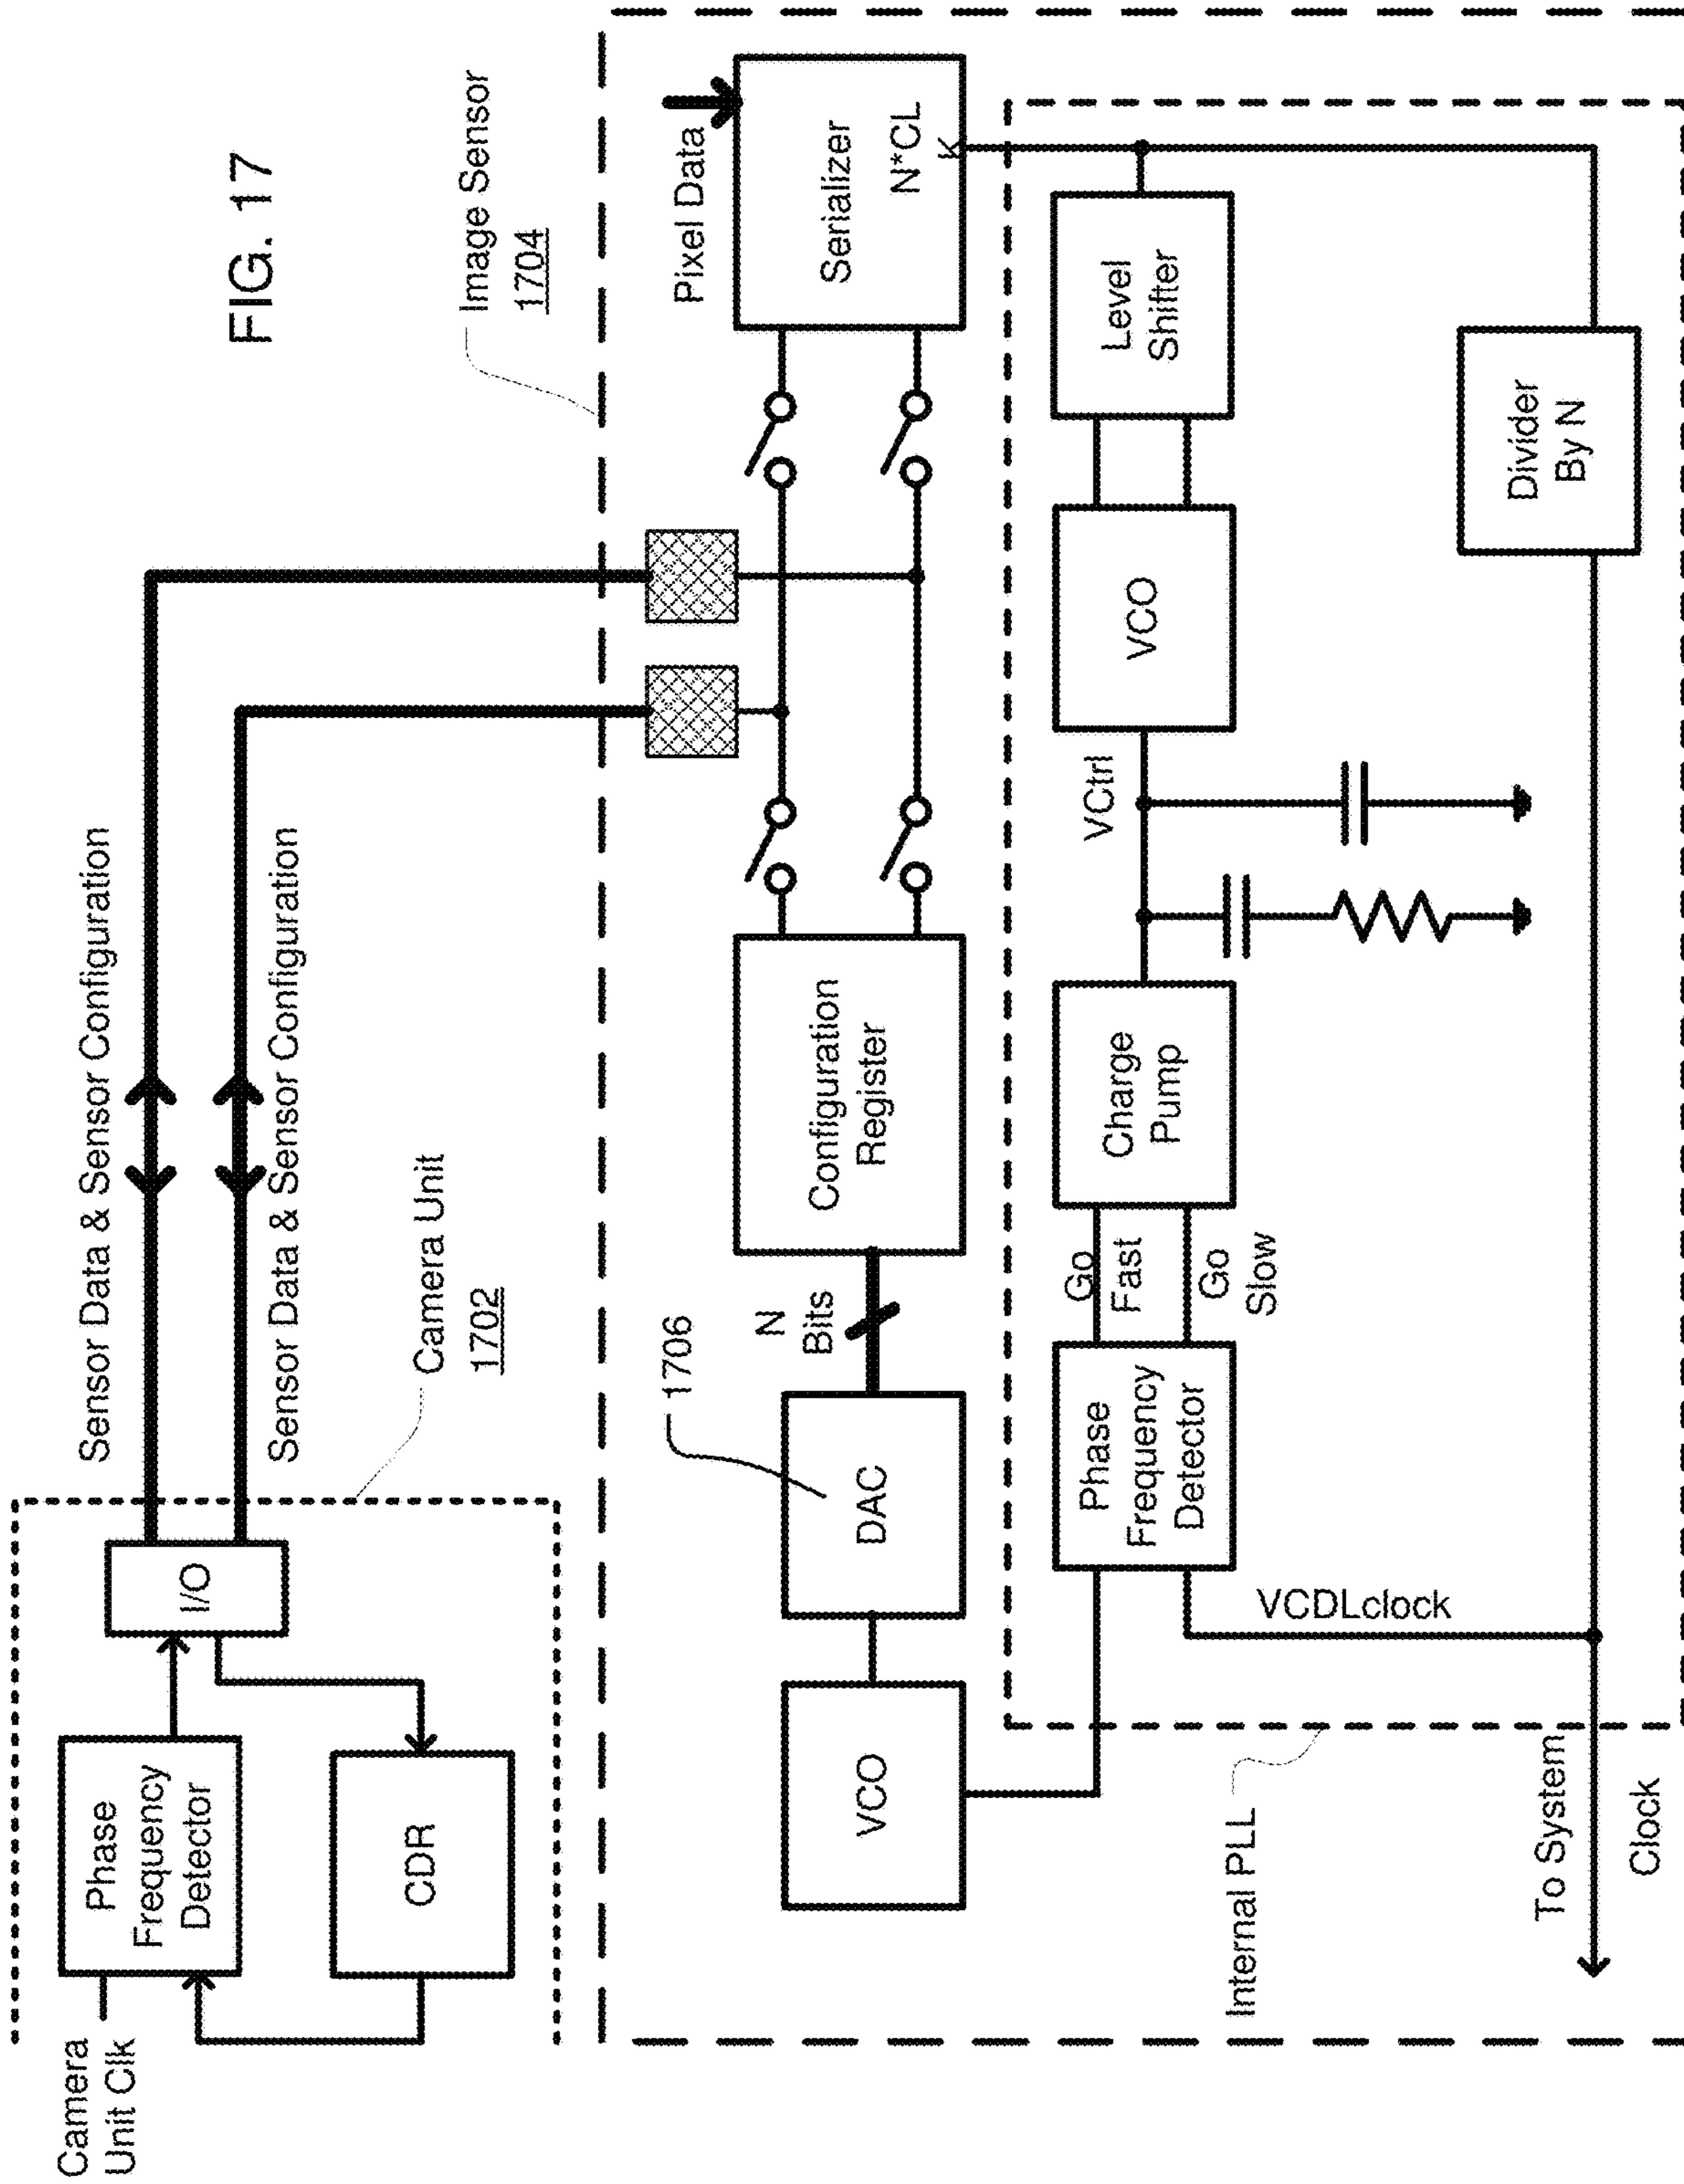 FIG. 17
Camera
Unit Clk
Phase
Frequency
Detector
CDR
I/O
Sensor Data & Sensor Configuration
Sensor Data & Sensor Configuration
Camera Unit
1702
Image Sensor
1704
VCO
DAC
1706
N
Bits
Configuration
Register
Pixel Data
Serializer
N*CL
K
Internal PLL
Phase
Frequency
Detector
Go
Fast
Go
Slow
Charge
Pump
VCtrl
VCO
Level
Shifter
VCDLclock
Divider
By N
To System
Clock